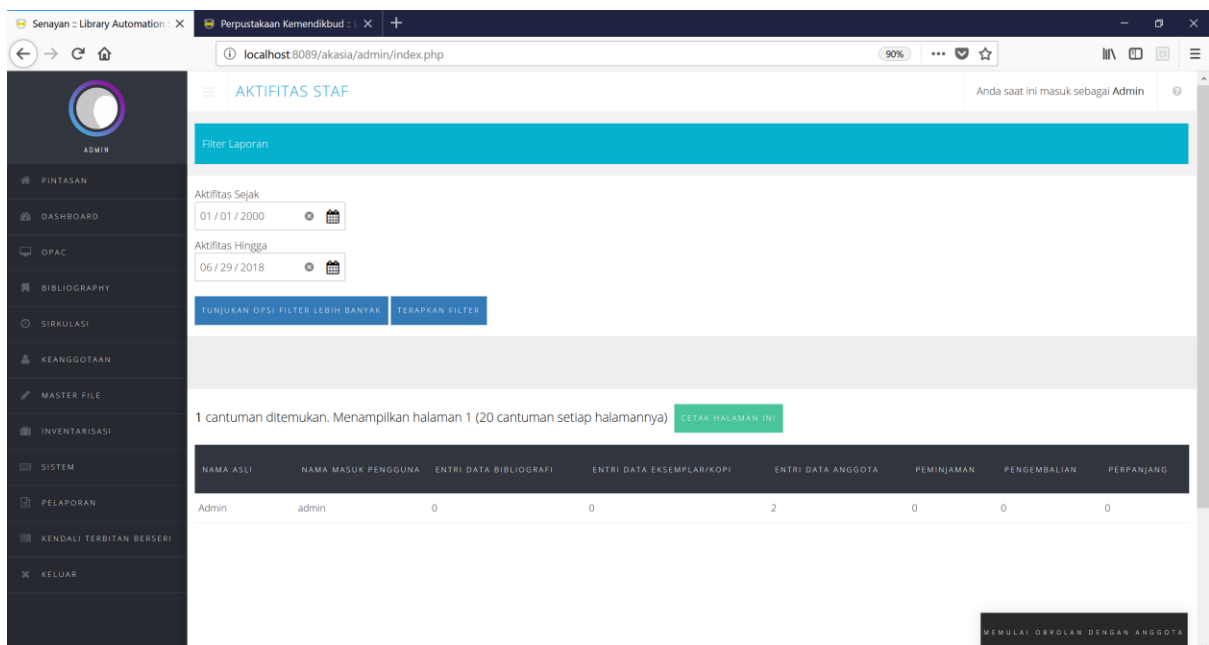 Senayan :: Library Automation S
Perpustakaan Kemendikbud :: L
localhost:8089/akasia/admin/index.php
90%
AKTIFITAS STAF
Anda saat ini masuk sebagai Admin
ADMIN
Filter Laporan
PINTASAN
DASHBOARD
OPAC
BIBLIOGRAPHY
SIRKULASI
KEANGGOTAAN
MASTER FILE
INVENTARISASI
SISTEM
PELAPORAN
KENDALI TERBITAN BERSERI
KELUAR
Aktifitas Sejak
01 / 01 / 2000
Aktifitas Hingga
06 / 29 / 2018
TUNJUKAN OPSI FILTER LEBIH BANYAK TERAPKAN FILTER
1 cantuman ditemukan. Menampilkan halaman 1 (20 cantuman setiap halamannya) CETAK HALAMAN INI
NAMA ASLI NAMA MASUK PENGGUNA ENTRI DATA BIBLIOGRAFI ENTRI DATA EKSEMPLAR/KOPI ENTRI DATA ANGGOTA PEMINJAMAN PENGEMBALIAN PERPANJANG
Admin admin 0 0 2 0 0 0
MEMULAI OBROLAN DENGAN ANGGOTA